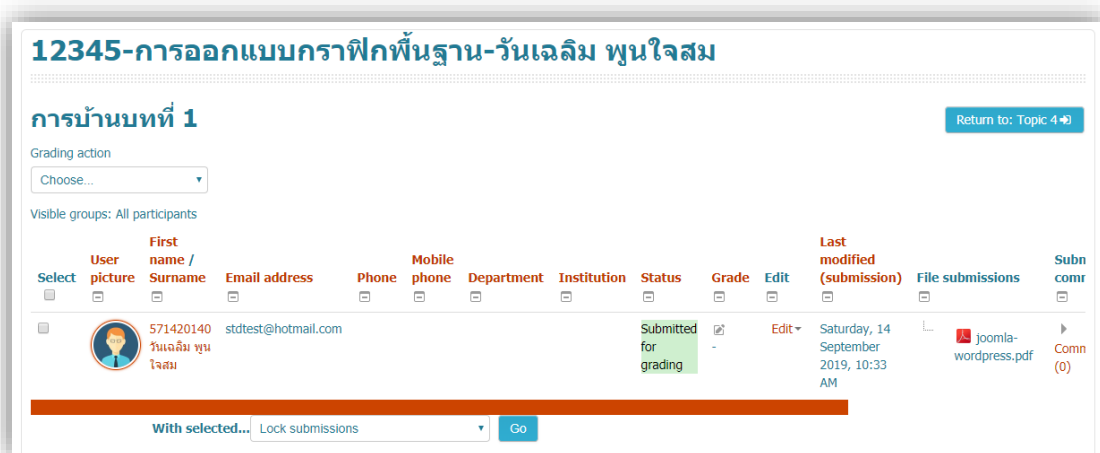 12345-การออกแบบกราฟิกพื้นฐาน-วันเฉลิม พูนใจสม
การบ้านบทที่ 1
Return to: Topic 4
Grading action
Choose...
Visible groups: All participants
Select
User picture
First name / Surname
Email address
Phone
Mobile phone
Department
Institution
Status
Grade
Edit
Last modified (submission)
File submissions
571420140 วันเฉลิม พูนใจสม
stdtest@hotmail.com
Submitted for grading
-
Edit
Saturday, 14 September 2019, 10:33 AM
joomla-wordpress.pdf
(0)
With selected... Lock submissions
Go